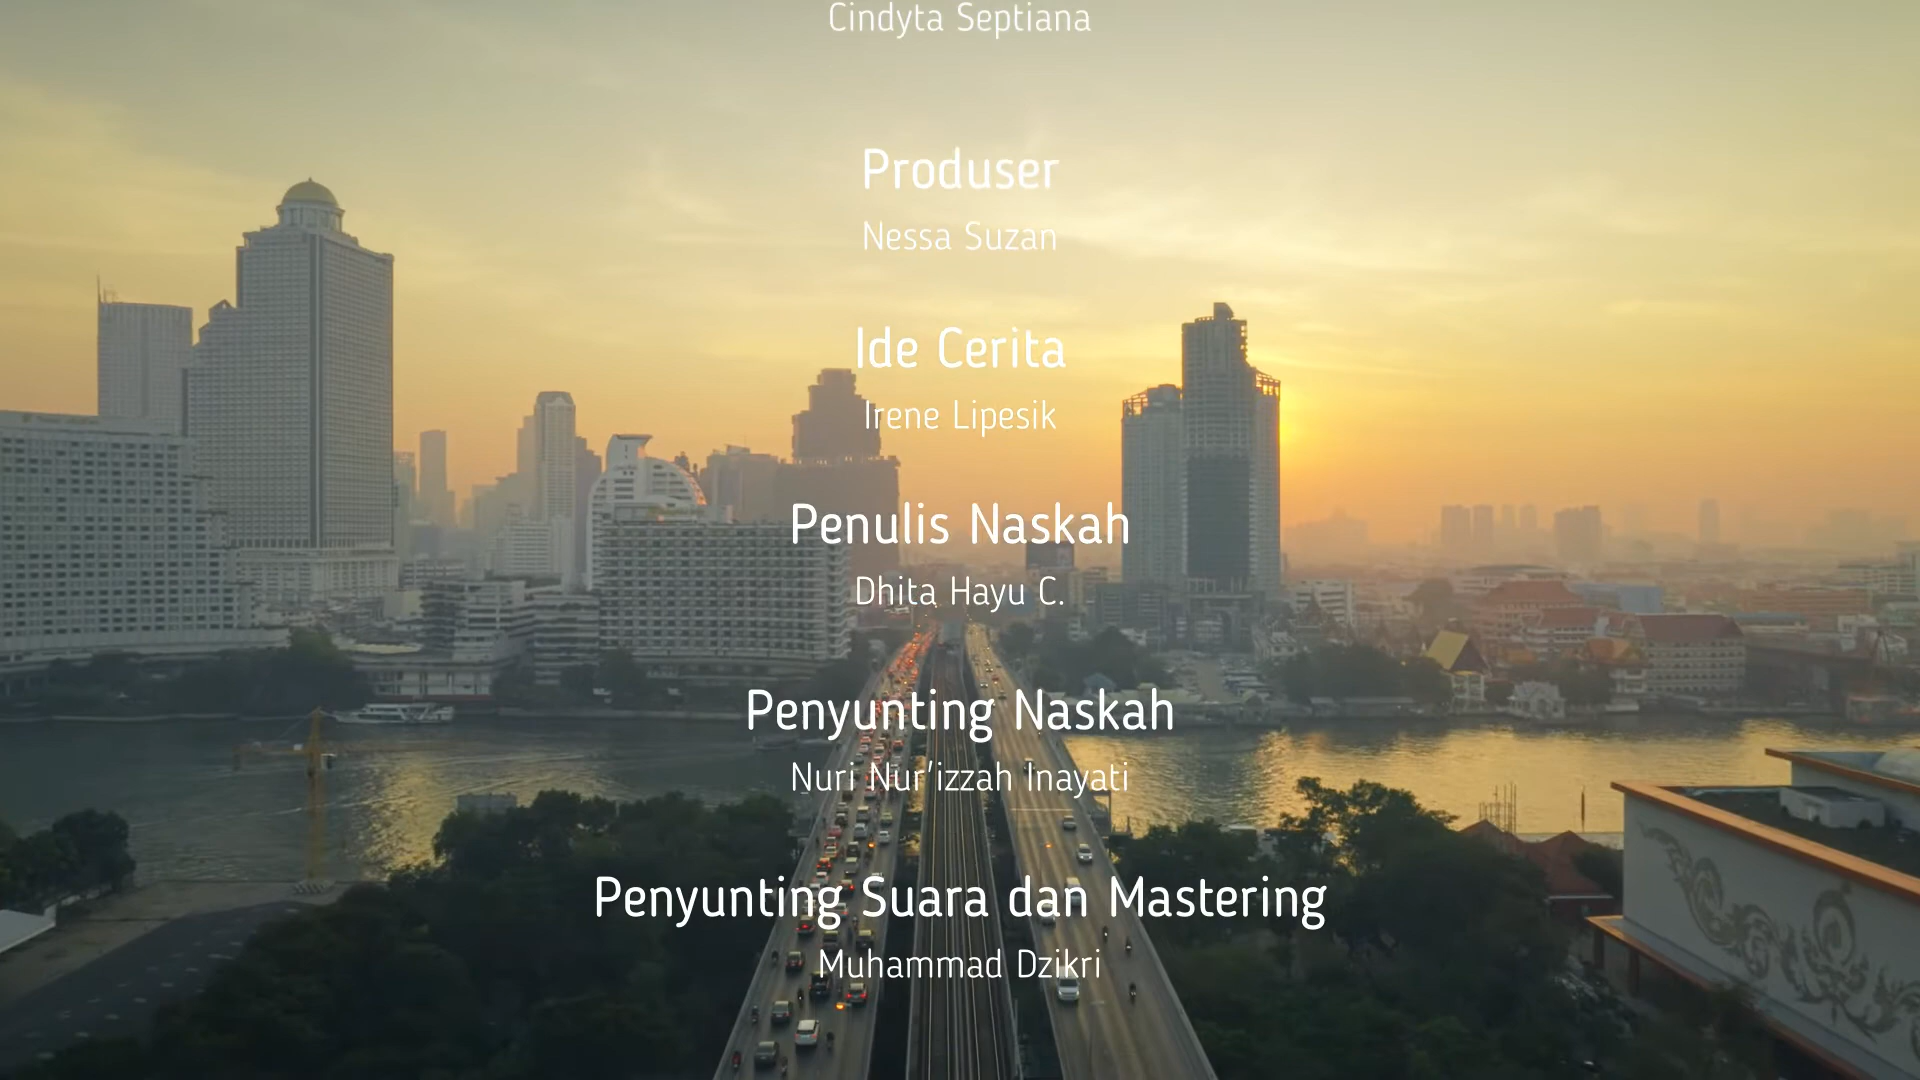 Cindyta Septiana
Produser
Nessa Suzan
Ide Cerita
Irene Lipesik
Penulis Naskah
Dhita Hayu C.
Penyunting Naskah
Nuri Nur'izzah Inayati
Penyunting Suara dan Mastering
Muhammad Dzikri